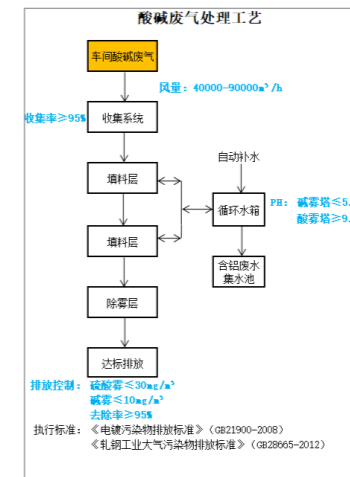 酸碱废气处理工艺
车间酸碱废气
风量：40000-90000m³/h
收集率≥95%
收集系统
自动补水
填料层
循环水箱
PH： 碱雾塔≤5.
酸雾塔≥9.
填料层
含铝废水
集水池
除雾层
达标排放
排放控制： 硫酸雾≤30mg/m³
碱雾≤10mg/m³
去除率≥95%
执行标准：《电镀污染物排放标准》（GB21900-2008）
《轧钢工业大气污染物排放标准》（GB28665-2012）